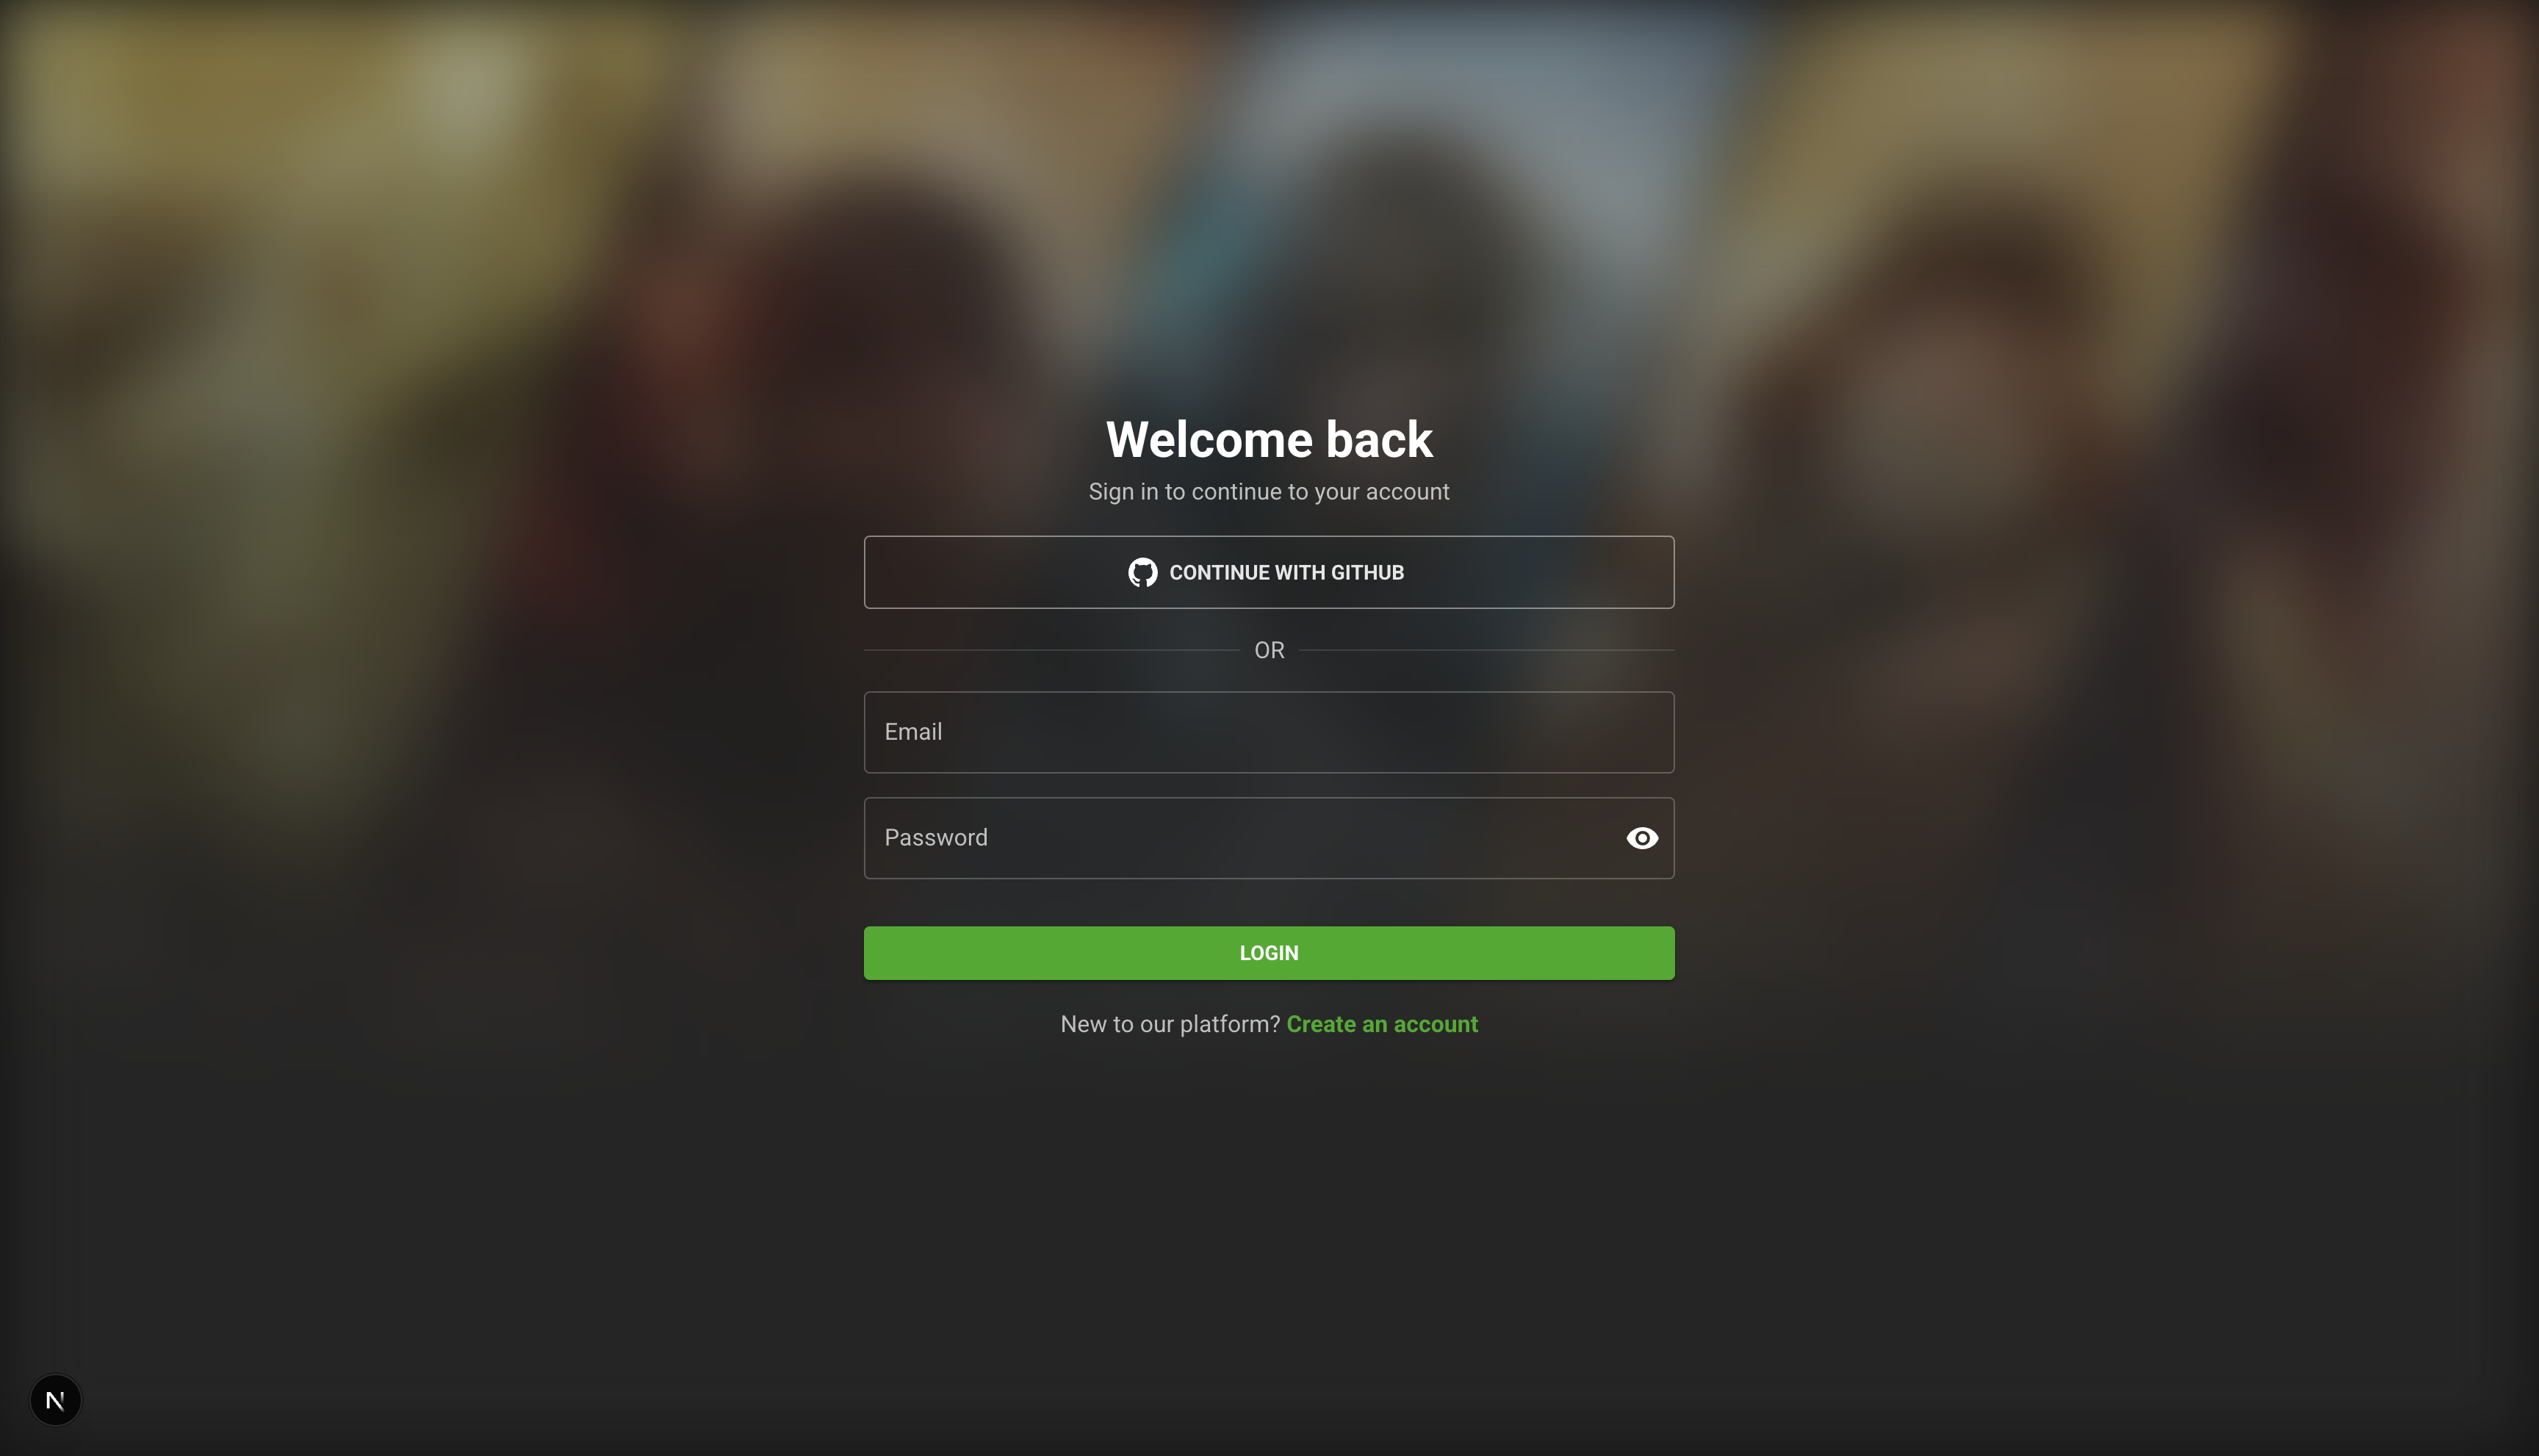 Welcome back
Sign in to continue to your account
CONTINUE WITH GITHUB
OR
Email
Password
LOGIN
New to our platform? Create an account
N